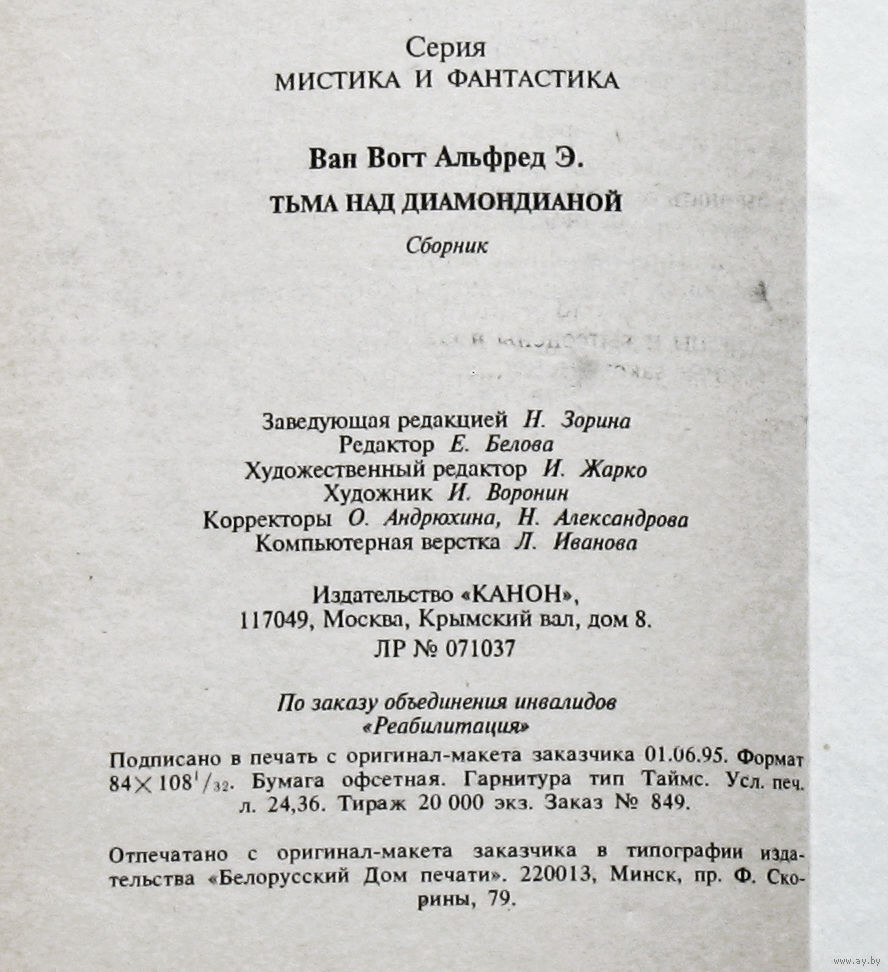 Серия
МИСТИКА И ФАНТАСТИКА
Ван Вогт Альфред Э.
ТЬМА НАД ДИАМОНДИАНОЙ
Сборник
Заведующая редакцией Н. Зорина
Редактор Е. Белова
Художественный редактор И. Жарко
Художник И. Воронин
Корректоры О. Андрюхина, Н. Александрова
Компьютерная верстка Л. Иванова
Издательство «КАНОН»,
117049, Москва, Крымский вал, дом 8.
ЛР № 071037
По заказу объединения инвалидов
«Реабилитация»
Подписано в печать с оригинал-макета заказчика 01.06.95. Формат
84×108¹/₃₂. Бумага офсетная. Гарнитура тип Таймс. Усл. печ.
л. 24,36. Тираж 20 000 экз. Заказ № 849.
Отпечатано с оригинал-макета заказчика в типографии изда-
тельства «Белорусский Дом печати». 220013, Минск, пр. Ф. Ско-
рины, 79.
www.ay.by